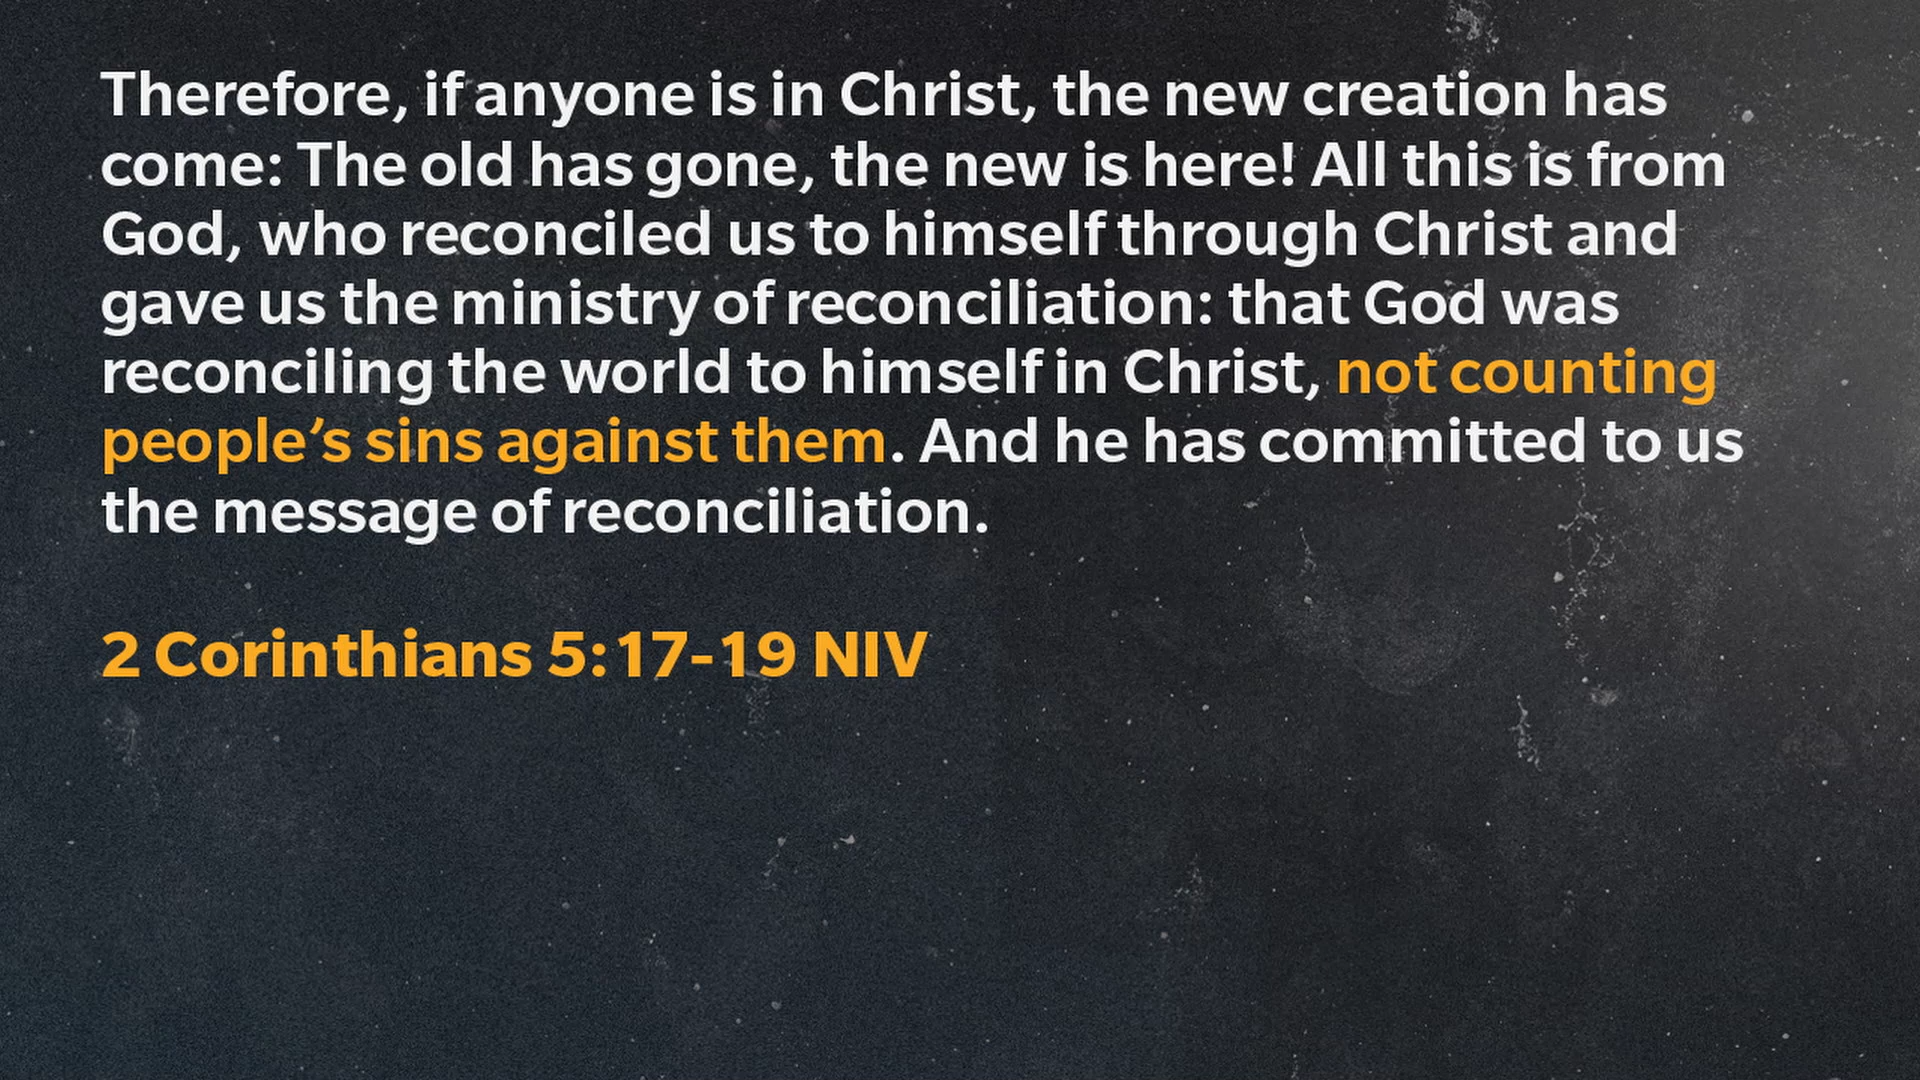 Therefore, if anyone is in Christ, the new creation has
come: The old has gone, the new is here! All this is from
God, who reconciled us to himself through Christ and
gave us the ministry of reconciliation: that God was
reconciling the world to himself in Christ, not counting
people’s sins against them. And he has committed to us
the message of reconciliation.
2 Corinthians 5:17-19 NIV